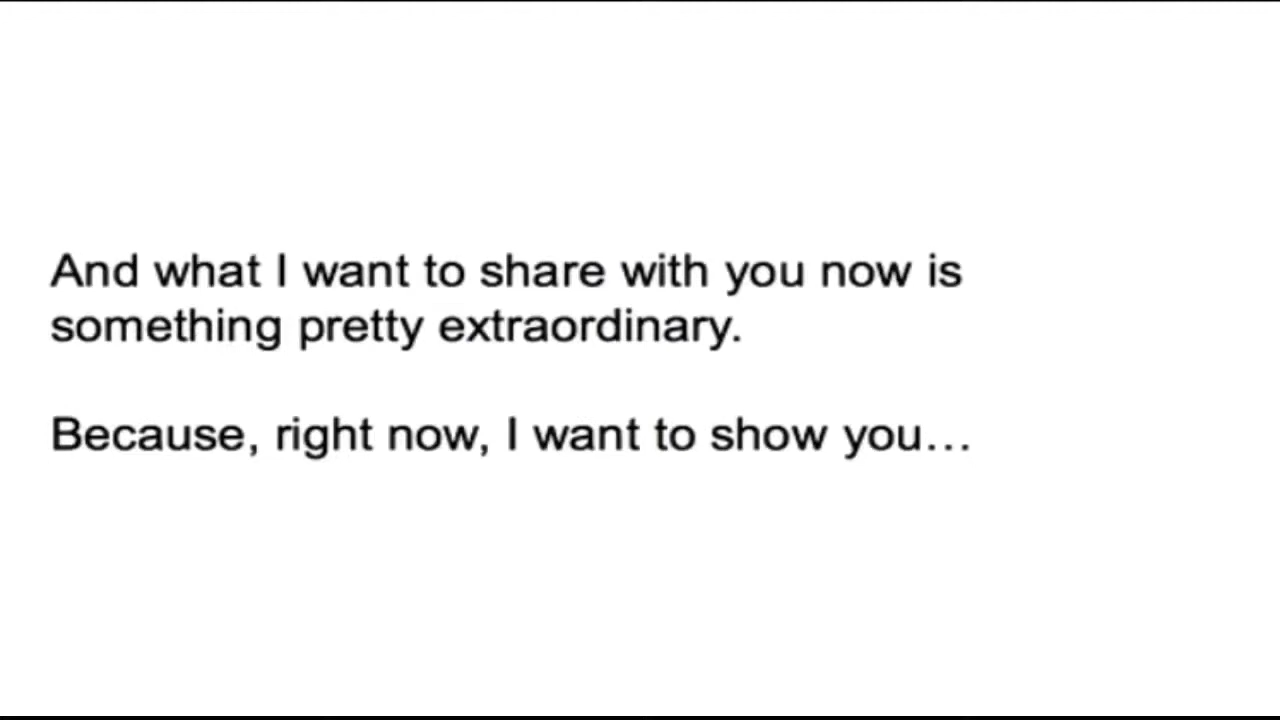 And what I want to share with you now is
something pretty extraordinary.
Because, right now, I want to show you…